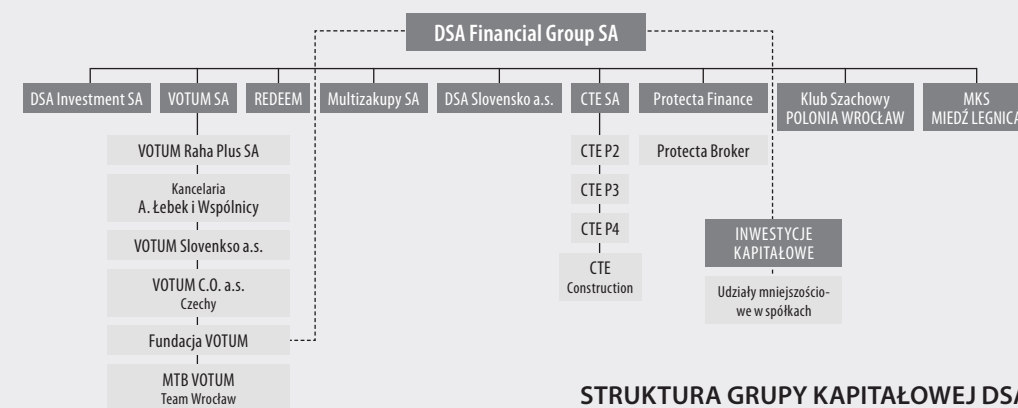 DSA Financial Group SA
DSA Investment SA
VOTUM SA
REDEEM
Multizakupy SA
DSA Slovensko a.s.
CTE SA
Protecta Finance
Klub Szachowy
POLONIA WROCŁAW
MKS
MIEDŹ LEGNICA
VOTUM Raha Plus SA
Kancelaria
A. Łebek i Wspólnicy
VOTUM Slovenkso a.s.
VOTUM C.O. a.s.
Czechy
Fundacja VOTUM
MTB VOTUM
Team Wrocław
CTE P2
CTE P3
CTE P4
CTE
Construction
Protecta Broker
INWESTYCJE
KAPITAŁOWE
Udziały mniejszościo-
we w spółkach
STRUKTURA GRUPY KAPITAŁOWEJ DSA